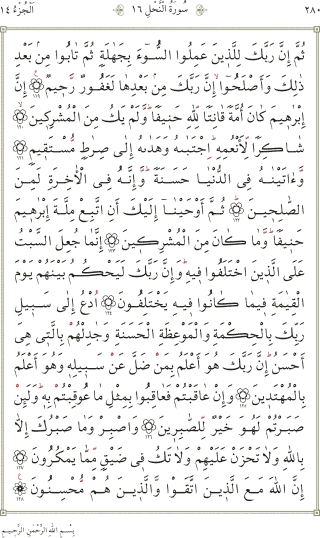 ٢٨٠ سُورَةُ النَّحْلِ ١٦ اَلْجُزءُ ١٤
ثُمَّ إِنَّ رَبَّكَ لِلَّذِينَ عَمِلُوا السُّوٓءَ بِجَهَٰلَةٍ ثُمَّ تَابُوا مِنۢ بَعْدِ
ذَٰلِكَ وَأَصْلَحُوٓا إِنَّ رَبَّكَ مِنۢ بَعْدِهَا لَغَفُورٌ رَّحِيمٌ ۝١١٩ إِنَّ
إِبْرَٰهِيمَ كَانَ أُمَّةً قَانِتًا لِّلَّهِ حَنِيفًا وَلَمْ يَكُ مِنَ الْمُشْرِكِينَ ۝١٢٠
شَاكِرًا لِّأَنْعُمِهِ اجْتَبَىٰهُ وَهَدَىٰهُ إِلَىٰ صِرَٰطٍ مُّسْتَقِيمٍ ۝١٢١
وَءَاتَيْنَٰهُ فِي الدُّنْيَا حَسَنَةً وَإِنَّهُ فِي الْأَخِرَةِ لَمِنَ
الصَّٰلِحِينَ ۝١٢٢ ثُمَّ أَوْحَيْنَآ إِلَيْكَ أَنِ اتَّبِعْ مِلَّةَ إِبْرَٰهِيمَ
حَنِيفًا وَمَا كَانَ مِنَ الْمُشْرِكِينَ ۝١٢٣ إِنَّمَا جُعِلَ السَّبْتُ
عَلَى الَّذِينَ اخْتَلَفُوا فِيهِ وَإِنَّ رَبَّكَ لَيَحْكُمُ بَيْنَهُمْ يَوْمَ
الْقِيَٰمَةِ فِيمَا كَانُوا فِيهِ يَخْتَلِفُونَ ۝١٢٤ ادْعُ إِلَىٰ سَبِيلِ
رَبِّكَ بِالْحِكْمَةِ وَالْمَوْعِظَةِ الْحَسَنَةِ وَجَٰدِلْهُم بِالَّتِي هِيَ
أَحْسَنُ إِنَّ رَبَّكَ هُوَ أَعْلَمُ بِمَن ضَلَّ عَن سَبِيلِهِ وَهُوَ أَعْلَمُ
بِالْمُهْتَدِينَ ۝١٢٥ وَإِنْ عَاقَبْتُمْ فَعَاقِبُوا بِمِثْلِ مَا عُوقِبْتُم بِهِ وَلَئِن
صَبَرْتُمْ لَهُوَ خَيْرٌ لِّلصَّٰبِرِينَ ۝١٢٦ وَاصْبِرْ وَمَا صَبْرُكَ إِلَّا
بِاللَّهِ وَلَا تَحْزَنْ عَلَيْهِمْ وَلَا تَكُ فِي ضَيْقٍ مِّمَّا يَمْكُرُونَ ۝١٢٧
إِنَّ اللَّهَ مَعَ الَّذِينَ اتَّقَوا وَّالَّذِينَ هُم مُّحْسِنُونَ ۝١٢٨
بِسْمِ اللهِ الرَّحْمٰنِ الرَّحِيمِ